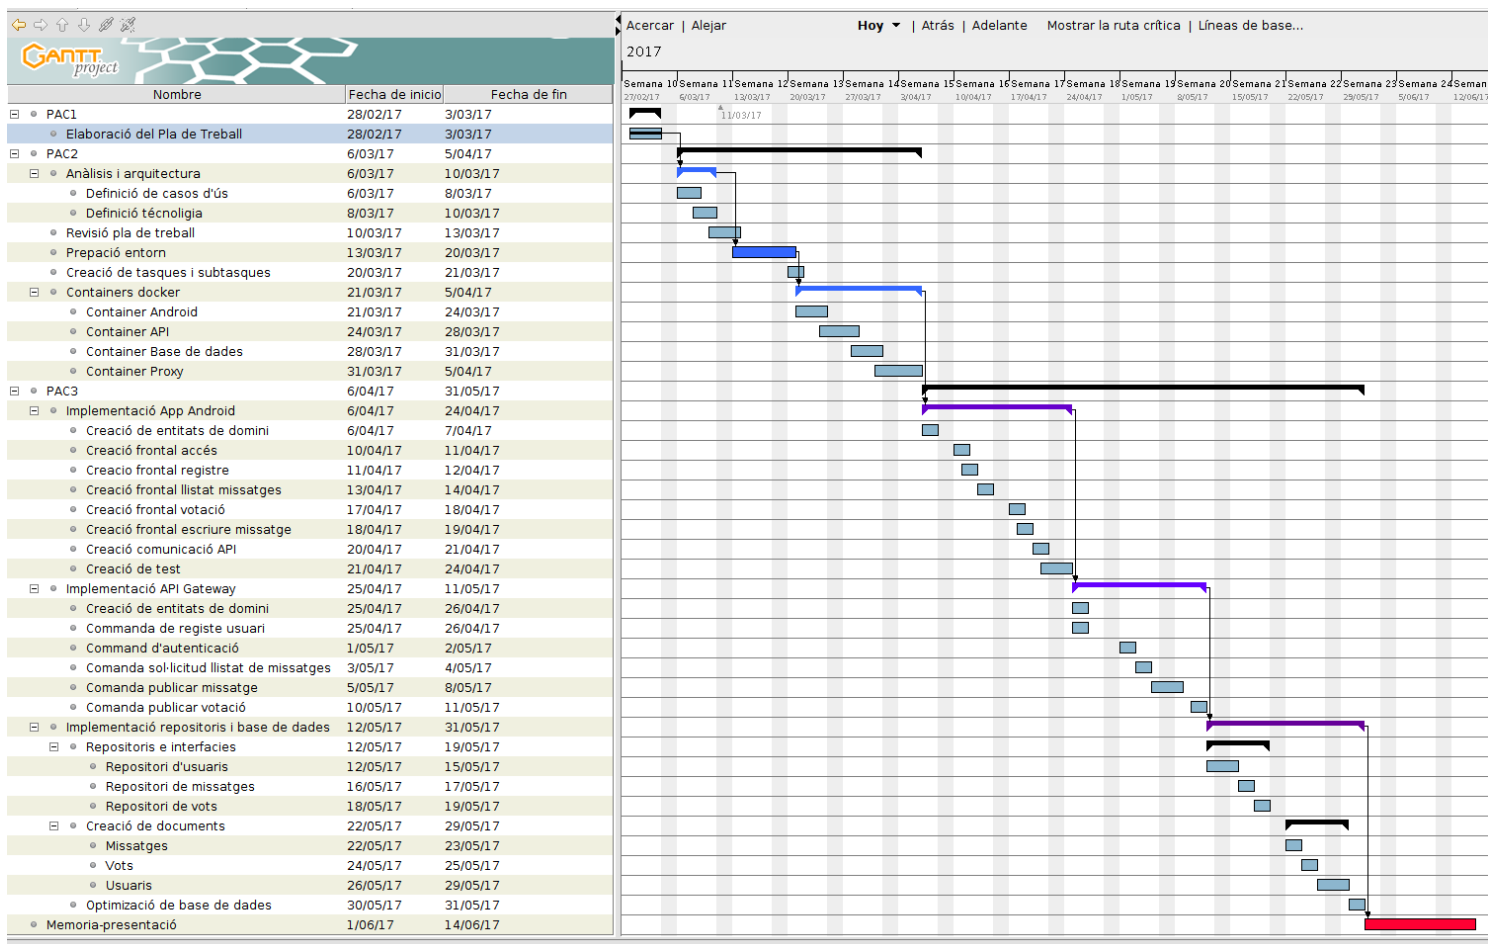 Acercar | Alejar
Hoy | Atrás | Adelante Mostrar la ruta crítica | Líneas de base...
GANTT
project
2017
Semana 10 Semana 11 Semana 12 Semana 13 Semana 14 Semana 15 Semana 16 Semana 17 Semana 18 Semana 19 Semana 20 Semana 21 Semana 22 Semana 23 Semana 24 Seman
27/02/17 6/03/17 13/03/17 20/03/17 27/03/17 3/04/17 10/04/17 17/04/17 24/04/17 1/05/17 8/05/17 15/05/17 22/05/17 29/05/17 5/06/17 12/06/17
11/03/17
Nombre Fecha de inicio Fecha de fin
PAC1 28/02/17 3/03/17
Elaboració del Pla de Treball 28/02/17 3/03/17
PAC2 6/03/17 5/04/17
Anàlisis i arquitectura 6/03/17 10/03/17
Definició de casos d'ús 6/03/17 8/03/17
Definició técnoligia 8/03/17 10/03/17
Revisió pla de treball 10/03/17 13/03/17
Prepació entorn 13/03/17 20/03/17
Creació de tasques i subtasques 20/03/17 21/03/17
Containers docker 21/03/17 5/04/17
Container Android 21/03/17 24/03/17
Container API 24/03/17 28/03/17
Container Base de dades 28/03/17 31/03/17
Container Proxy 31/03/17 5/04/17
PAC3 6/04/17 31/05/17
Implementació App Android 6/04/17 24/04/17
Creació de entitats de domini 6/04/17 7/04/17
Creació frontal accés 10/04/17 11/04/17
Creacio frontal registre 11/04/17 12/04/17
Creació frontal llistat missatges 13/04/17 14/04/17
Creació frontal votació 17/04/17 18/04/17
Creació frontal escriure missatge 18/04/17 19/04/17
Creació comunicació API 20/04/17 21/04/17
Creació de test 21/04/17 24/04/17
Implementació API Gateway 25/04/17 11/05/17
Creació de entitats de domini 25/04/17 26/04/17
Commanda de registe usuari 25/04/17 26/04/17
Command d'autenticació 1/05/17 2/05/17
Comanda sol·licitud llistat de missatges 3/05/17 4/05/17
Comanda publicar missatge 5/05/17 8/05/17
Comanda publicar votació 10/05/17 11/05/17
Implementació repositoris i base de dades 12/05/17 31/05/17
Repositoris e interfacies 12/05/17 19/05/17
Repositori d'usuaris 12/05/17 15/05/17
Repositori de missatges 16/05/17 17/05/17
Repositori de vots 18/05/17 19/05/17
Creació de documents 22/05/17 29/05/17
Missatges 22/05/17 23/05/17
Vots 24/05/17 25/05/17
Usuaris 26/05/17 29/05/17
Optimizació de base de dades 30/05/17 31/05/17
Memoria-presentació 1/06/17 14/06/17